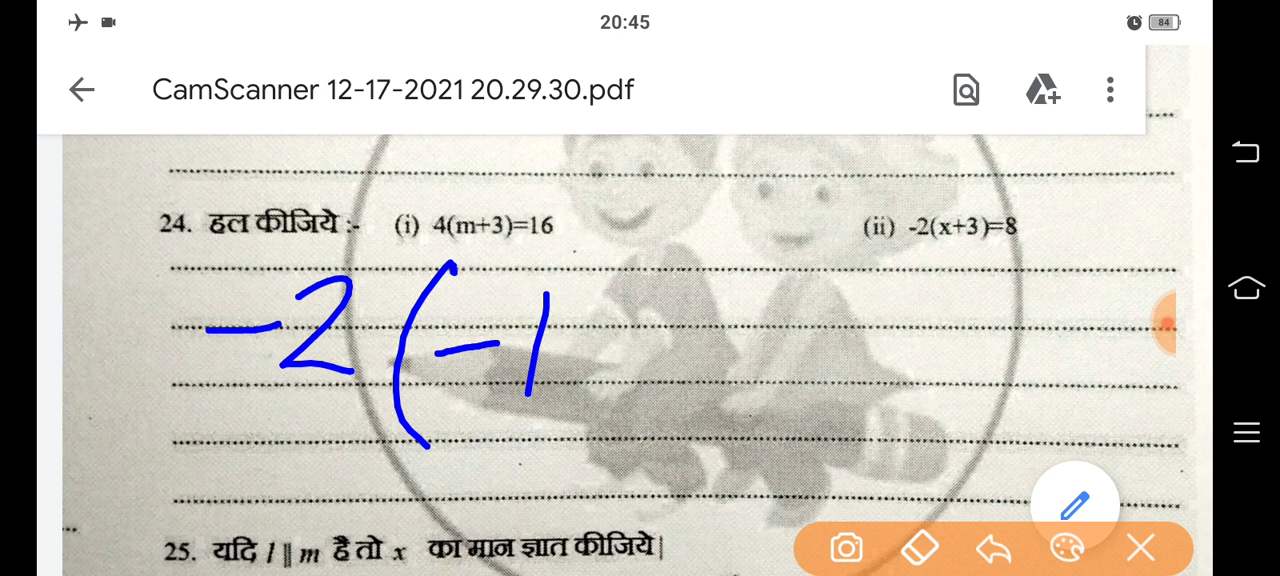 20:45
84
CamScanner 12-17-2021 20.29.30.pdf
24. हल कीजिये :- (i) 4(m+3)=16 (ii) -2(x+3)=8
-2(-1
25. यदि l || m है तो x का मान ज्ञात कीजिये|